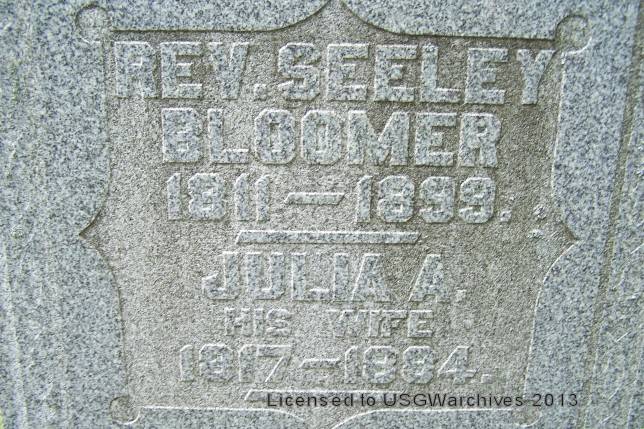 REV. SEELEY
BLOOMER
1811—1899.
JULIA A.
HIS WIFE
1817—1894.
Licensed to USGWarchives 2013